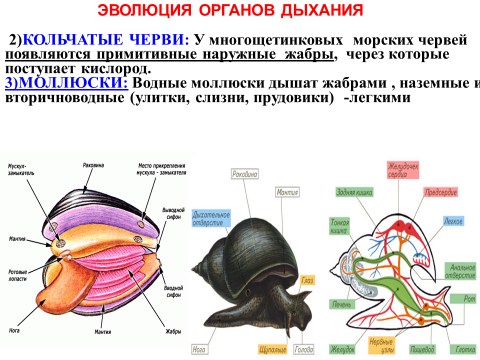 ЭВОЛЮЦИЯ ОРГАНОВ ДЫХАНИЯ
2)КОЛЬЧАТЫЕ ЧЕРВИ: У многощетинковых морских червей
появляются примитивные наружные жабры, через которые
поступает кислород.
3)МОЛЛЮСКИ: Водные моллюски дышат жабрами , наземные и
вторичноводные (улитки, слизни, прудовики) -легкими
Мускул-
замыкатель
Раковина
Место прикрепления
мускула - замыкателя
Выводной
сифон
Мантия
Ротовые
лопасти
Вводной
сифон
Нога
Мантия
Жабры
Раковина
Мантия
Дыхательное
отверстие
Глаз
Нога
Щупальце
Голова
Желудочек
сердца
Задняя кишка
Предсердие
Тонкая
кишка
Легкое
Анальное
отверстие
Печень
Рот
Желудок
Нервные
узлы
Пищевод
Глотка